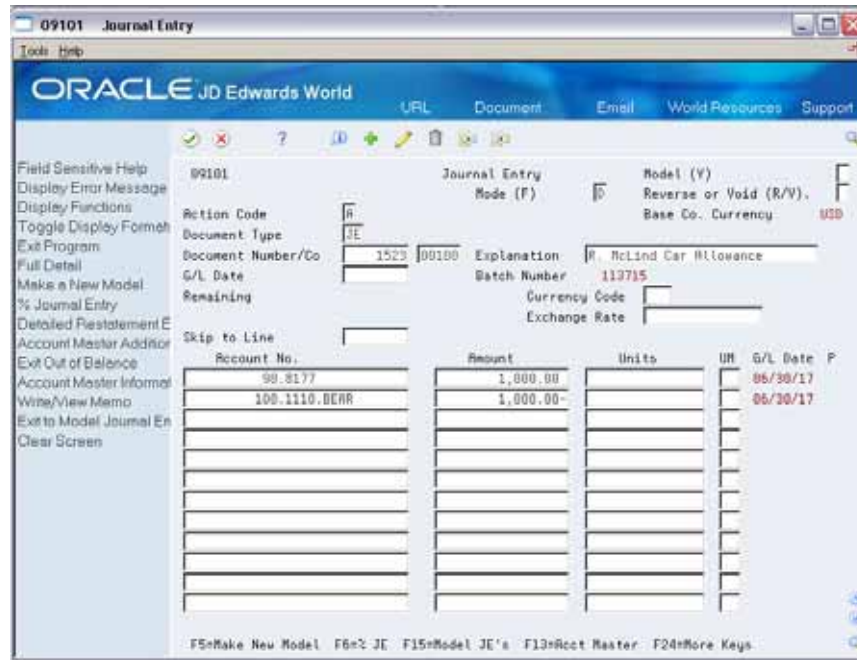 09101 Journal Entry
Tools Help
ORACLE JD Edwards World
URL Document Email World Resources Support
?
Field Sensitive Help
Display Error Message
Display Functions
Toggle Display Format
Exit Program
Full Detail
Make a New Model
% Journal Entry
Detailed Restatement E
Account Master Addition
Exit Out of Balance
Account Master Informat
Write/View Memo
Exit to Model Journal En
Clear Screen
09101 Journal Entry Model (Y)
Mode (F) D Reverse or Void (R/V).
Action Code A Base Co. Currency USD
Document Type JE
Document Number/Co 1523 00100 Explanation R. McLind Car Allowance
G/L Date Batch Number 113715
Remaining Currency Code
Exchange Rate
Skip to Line
Account No. Amount Units UM G/L Date P
90.8177 1,000.00 06/30/17
100.1110.BEAR 1,000.00- 06/30/17
F5=Make New Model F6=% JE F15=Model JE's F13=Acct Master F24=More Keys